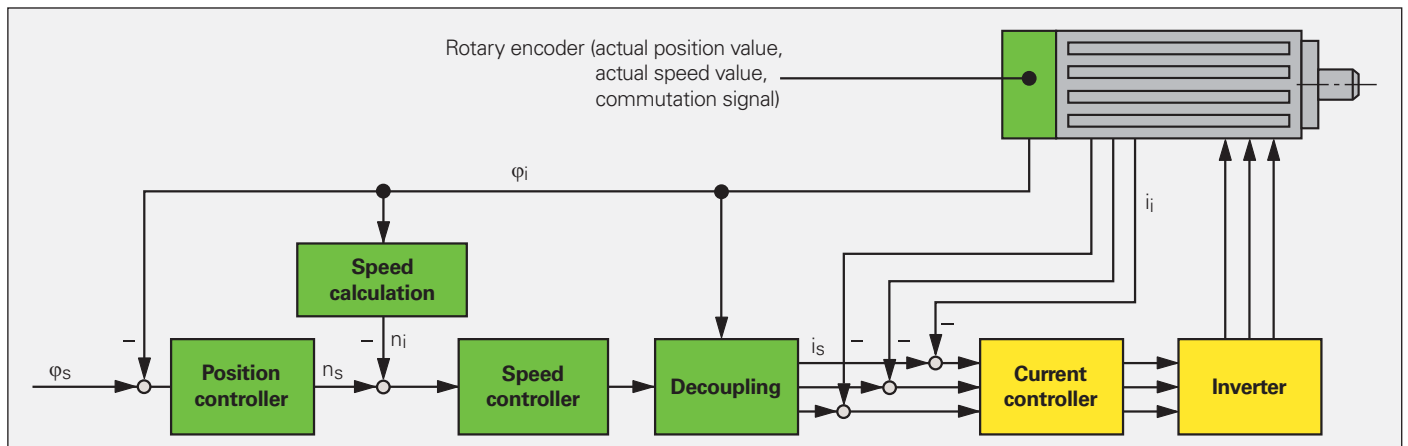 Rotary encoder (actual position value,
actual speed value,
commutation signal)
φi
ii
Speed
calculation
–
–
ni
is
–
–
–
φs
Position
controller
ns
Speed
controller
Decoupling
Current
controller
Inverter